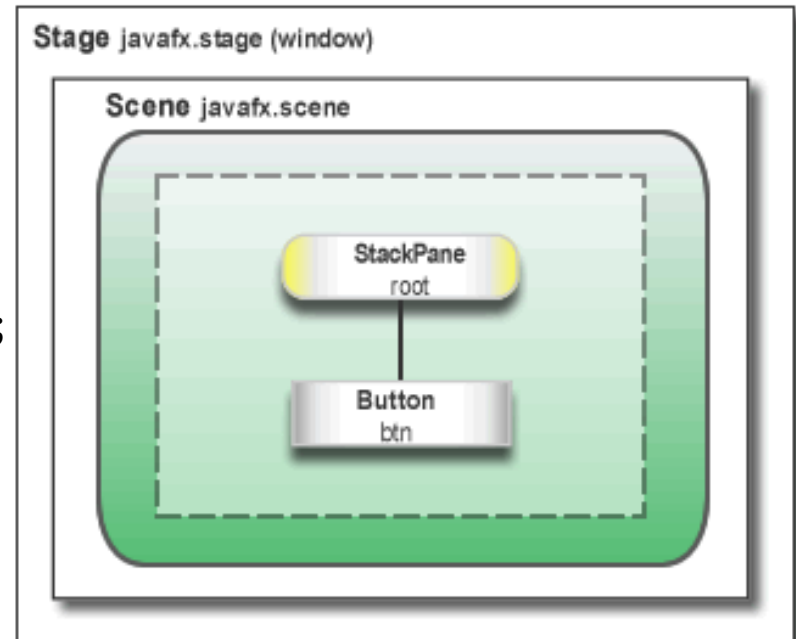 Stage javafx.stage (window)
Scene javafx.scene
StackPane
root
;
Button
btn